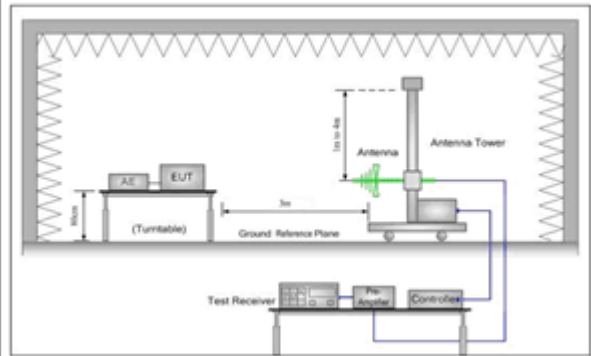 1m to 4m
Antenna Tower
Antenna
AE
EUT
3m
80cm
(Turntable)
Ground Reference Plane
Test Receiver
Pre-
Amplifier
Controller